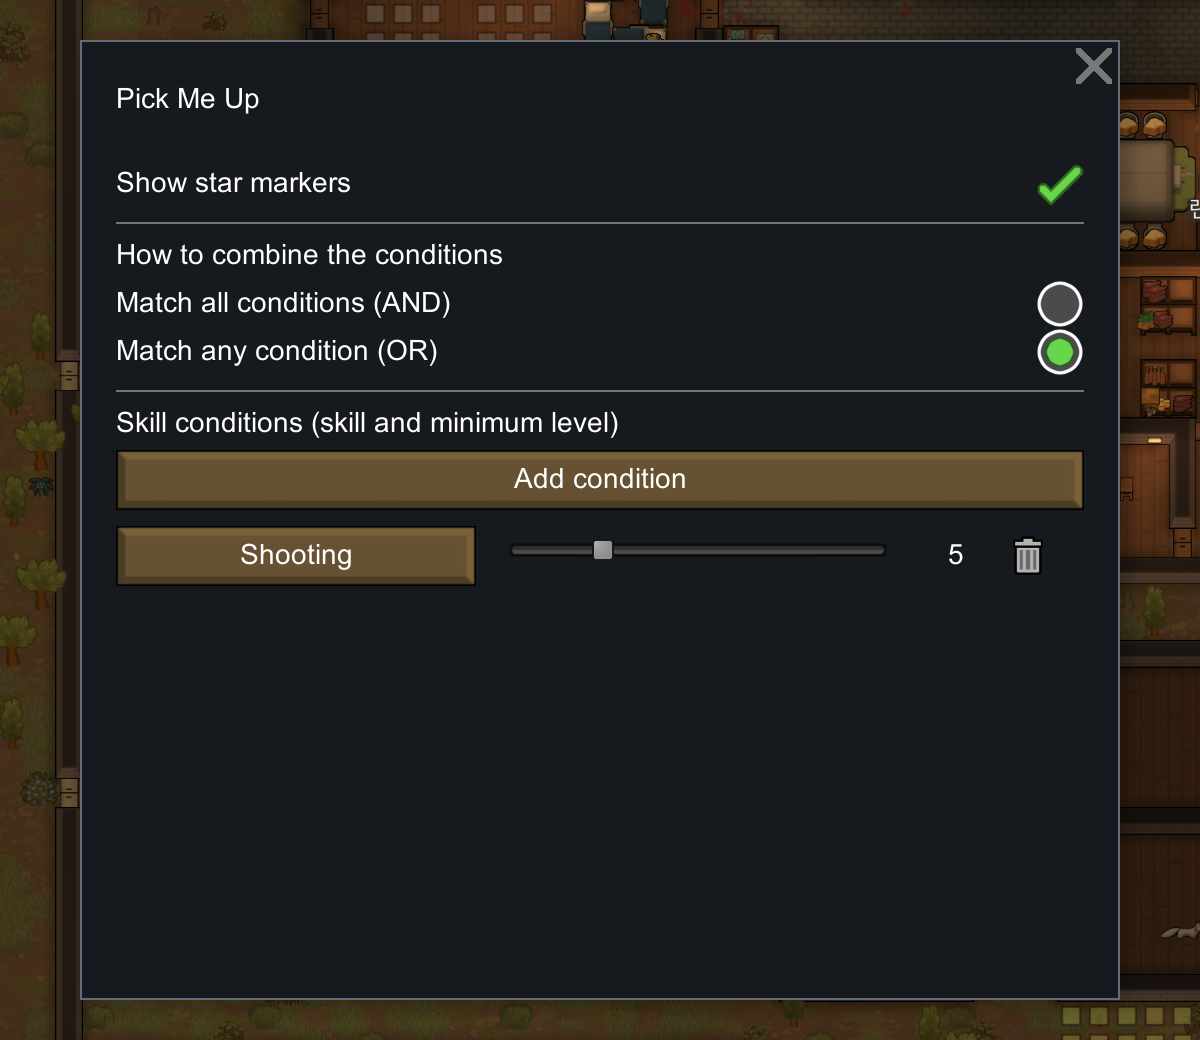 Pick Me Up
Show star markers
How to combine the conditions
Match all conditions (AND)
Match any condition (OR)
Skill conditions (skill and minimum level)
Add condition
Shooting
5